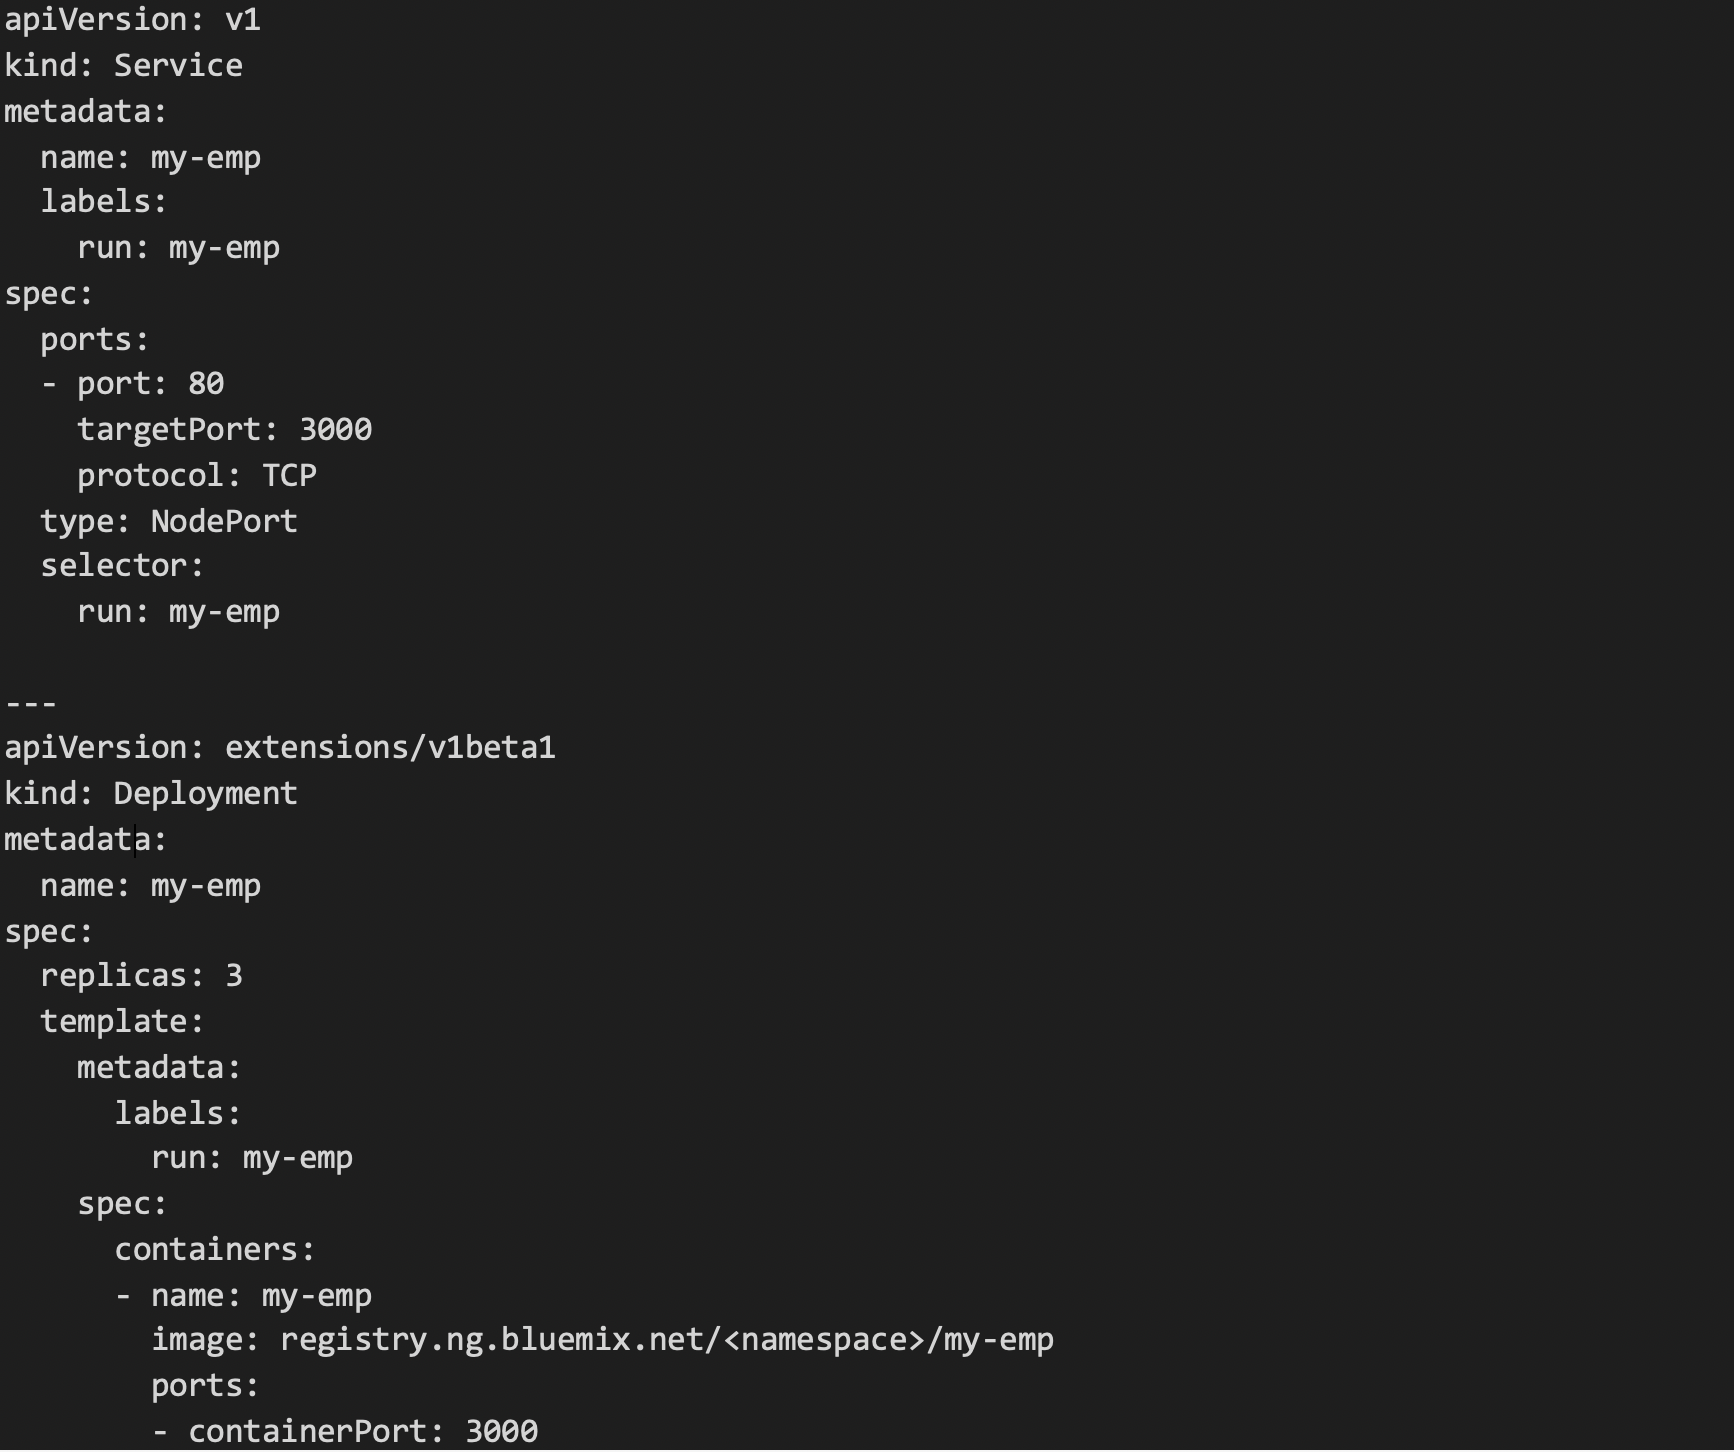 apiVersion: v1
kind: Service
metadata:
  name: my-emp
  labels:
    run: my-emp
spec:
  ports:
  - port: 80
    targetPort: 3000
    protocol: TCP
  type: NodePort
  selector:
    run: my-emp

---
apiVersion: extensions/v1beta1
kind: Deployment
metadata:
  name: my-emp
spec:
  replicas: 3
  template:
    metadata:
      labels:
        run: my-emp
    spec:
      containers:
      - name: my-emp
        image: registry.ng.bluemix.net/<namespace>/my-emp
        ports:
        - containerPort: 3000